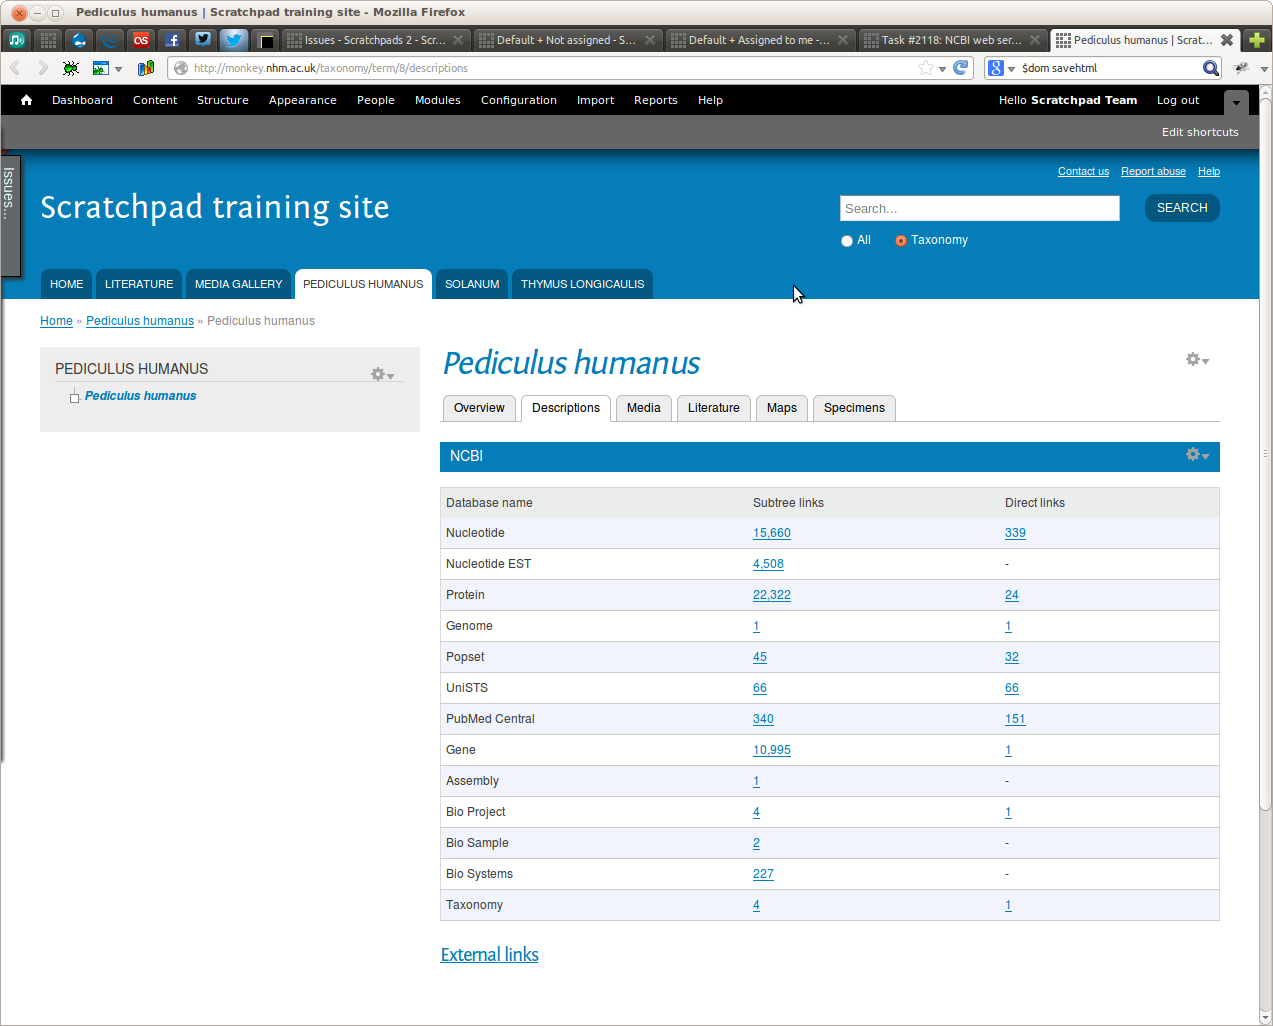 Pediculus humanus | Scratchpad training site - Mozilla Firefox
Issues - Scratchpads 2 - Scr...
Default + Not assigned - S...
Default + Assigned to me -...
Task #2118: NCBI web ser...
Pediculus humanus | Scrat...
http://monkey.nhm.ac.uk/taxonomy/term/8/descriptions
$dom savehtml
Dashboard Content Structure Appearance People Modules Configuration Import Reports Help
Hello Scratchpad Team Log out
Edit shortcuts
Issues...
Contact us Report abuse Help
Scratchpad training site
Search...
SEARCH
All Taxonomy
HOME LITERATURE MEDIA GALLERY PEDICULUS HUMANUS SOLANUM THYMUS LONGICAULIS
Home » Pediculus humanus » Pediculus humanus
PEDICULUS HUMANUS
Pediculus humanus
Pediculus humanus
Overview Descriptions Media Literature Maps Specimens
NCBI
Database name Subtree links Direct links
Nucleotide 15,660 339
Nucleotide EST 4,508 -
Protein 22,322 24
Genome 1 1
Popset 45 32
UniSTS 66 66
PubMed Central 340 151
Gene 10,995 1
Assembly 1 -
Bio Project 4 1
Bio Sample 2 -
Bio Systems 227 -
Taxonomy 4 1
External links